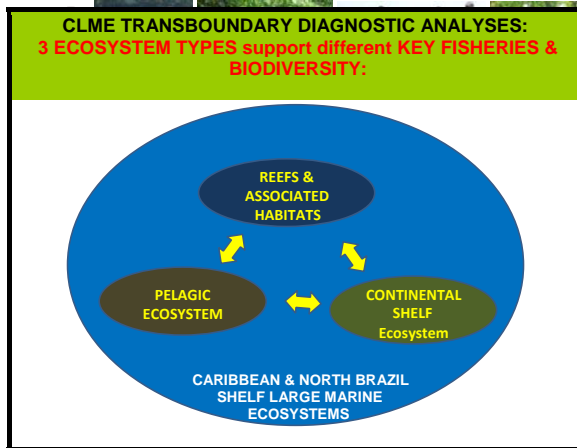 CLME TRANSBOUNDARY DIAGNOSTIC ANALYSES:
3 ECOSYSTEM TYPES support different KEY FISHERIES &
BIODIVERSITY:
REEFS &
ASSOCIATED
HABITATS
PELAGIC
ECOSYSTEM
CONTINENTAL
SHELF
Ecosystem
CARIBBEAN & NORTH BRAZIL
SHELF LARGE MARINE
ECOSYSTEMS